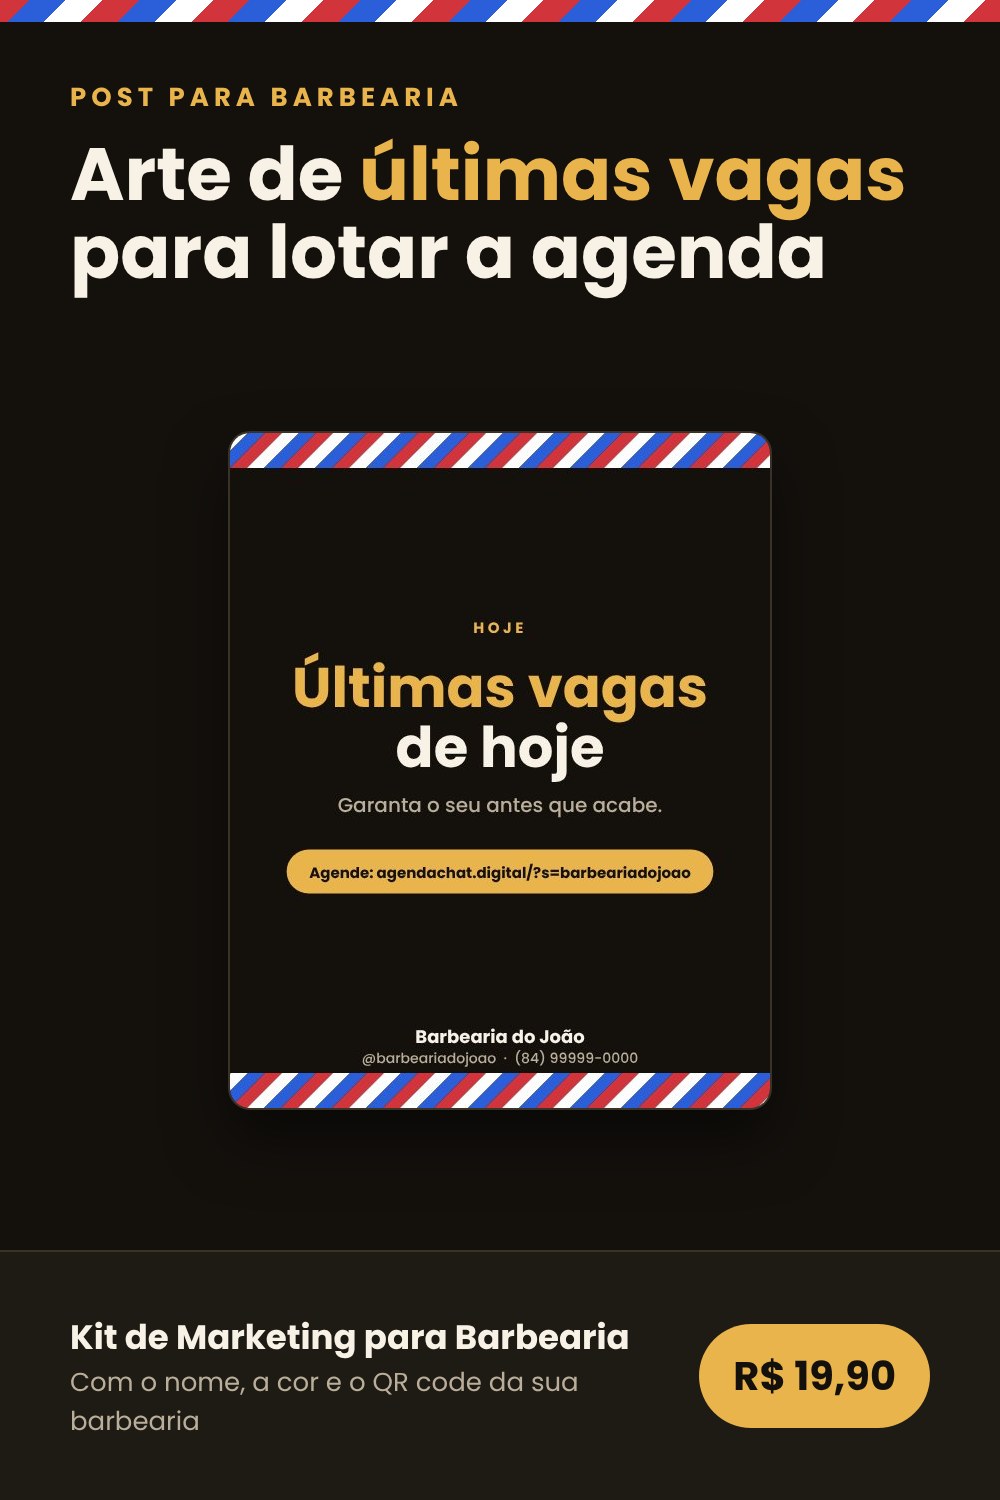 POST PARA BARBEARIA
Arte de últimas vagas
para lotar a agenda
HOJE
Últimas vagas
de hoje
Garanta o seu antes que acabe.
Agende: agendachat.digital/?s=barbeariadojoao
Barbearia do João
@barbeariadojoao · (84) 99999-0000
Kit de Marketing para Barbearia
Com o nome, a cor e o QR code da sua
barbearia
R$ 19,90